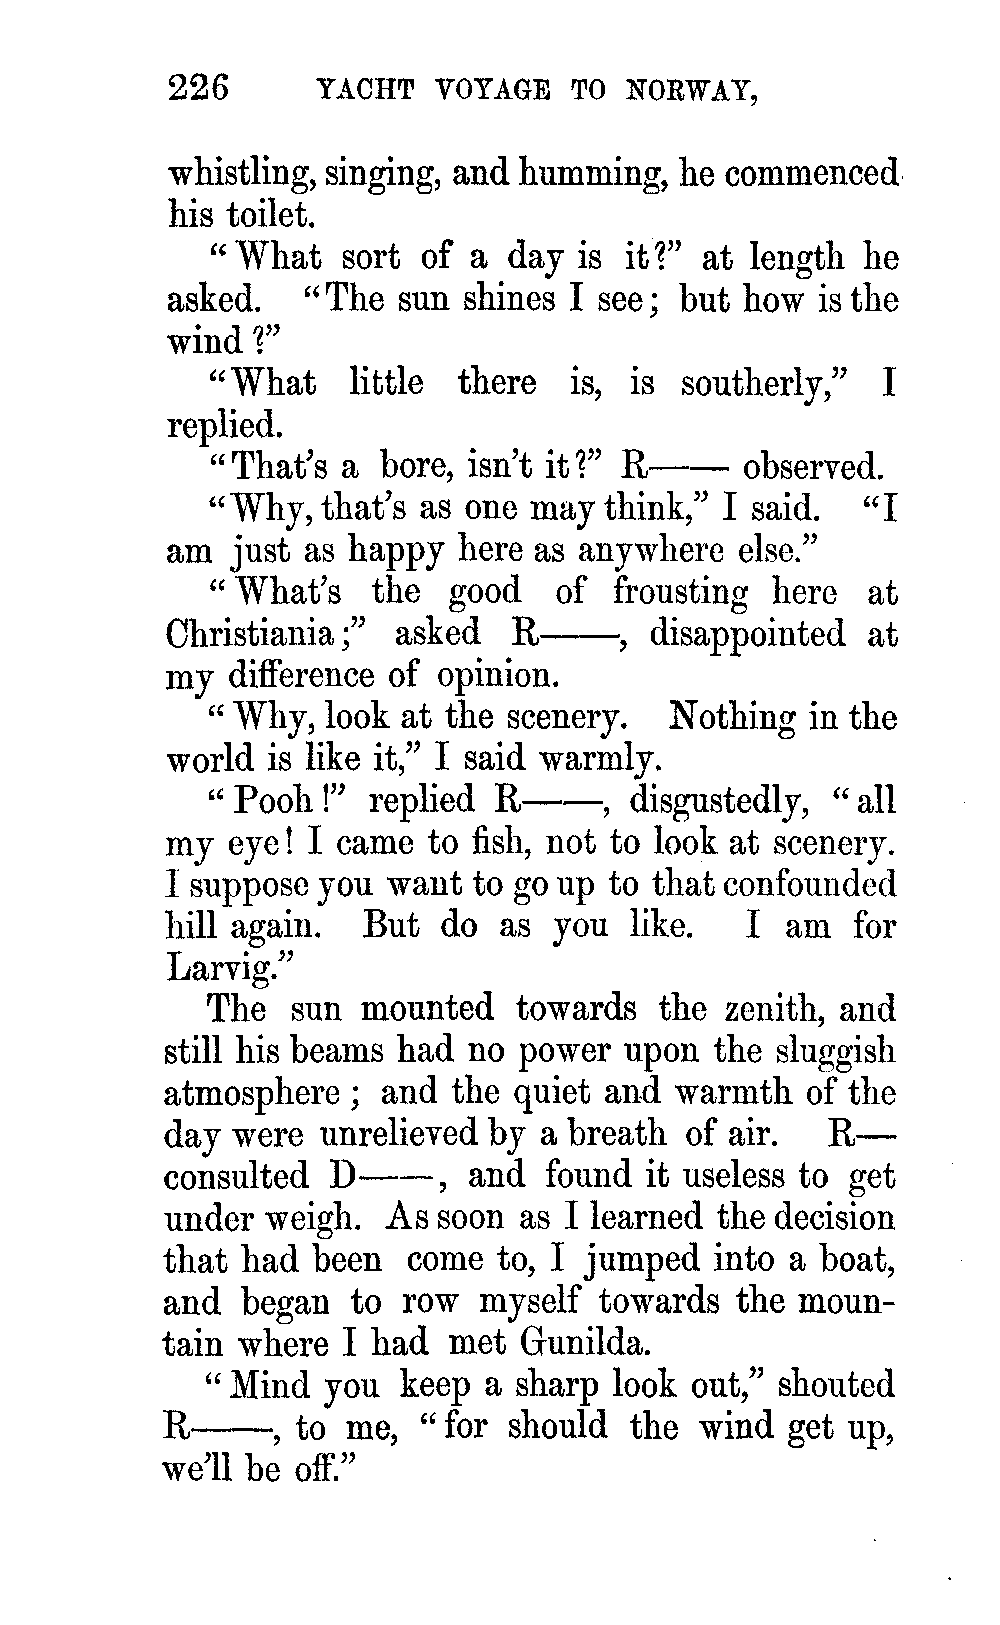 226 YACHT VOYAGE TO NORWAY,
whistling, singing, and humming, he commenced
his toilet.
“What sort of a day is it?” at length he
asked. “The sun shines I see; but how is the
wind?”
“What little there is, is southerly,” I
replied.
“That’s a bore, isn’t it?” R—— observed.
“Why, that’s as one may think,” I said. “I
am just as happy here as anywhere else.”
“What’s the good of frousting here at
Christiania;” asked R——, disappointed at
my difference of opinion.
“Why, look at the scenery. Nothing in the
world is like it,” I said warmly.
“Pooh!” replied R——, disgustedly, “all
my eye! I came to fish, not to look at scenery.
I suppose you want to go up to that confounded
hill again. But do as you like. I am for
Larvig.”
The sun mounted towards the zenith, and
still his beams had no power upon the sluggish
atmosphere; and the quiet and warmth of the
day were unrelieved by a breath of air. R—
consulted D——, and found it useless to get
under weigh. As soon as I learned the decision
that had been come to, I jumped into a boat,
and began to row myself towards the moun-
tain where I had met Gunilda.
“Mind you keep a sharp look out,” shouted
R——, to me, “for should the wind get up,
we’ll be off.”